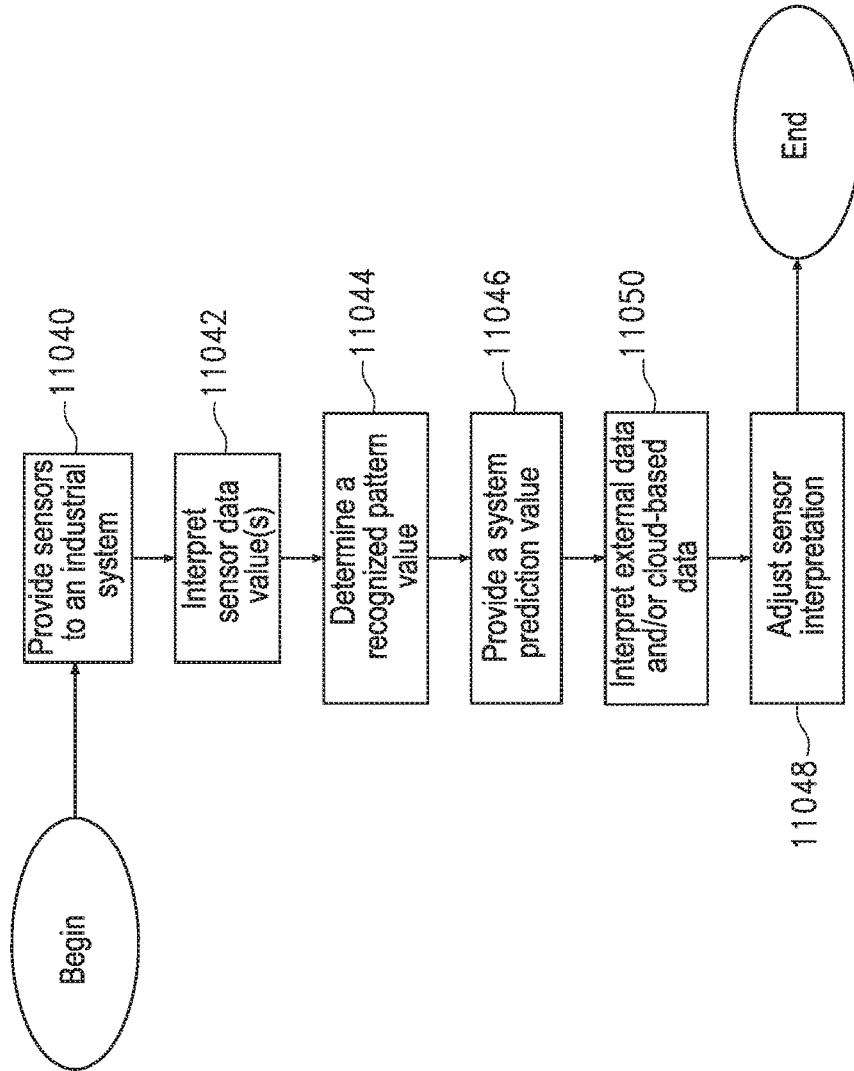 Begin
Provide sensors
to an industrial
system
11040
Interpret
sensor data
value(s)
11042
Determine a
recognized pattern
value
11044
Provide a system
prediction value
11046
Interpret external data
and/or cloud-based
data
11050
Adjust sensor
interpretation
11048
End